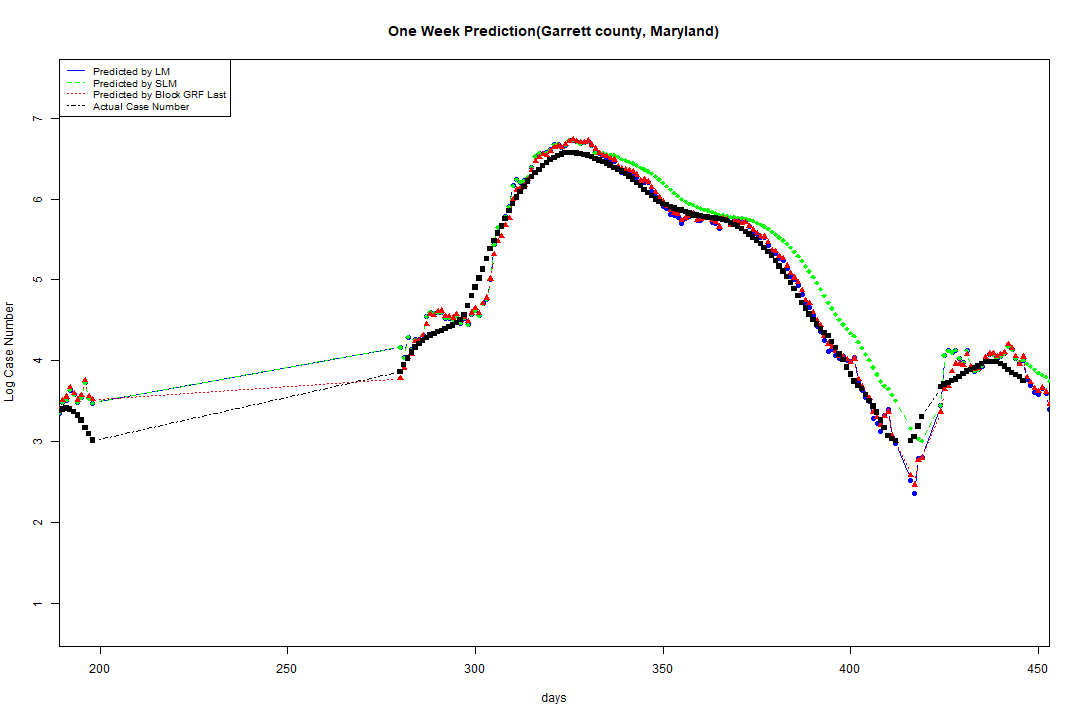 One Week Prediction(Garrett county, Maryland)
Predicted by LM
Predicted by SLM
Predicted by Block GRF Last
Actual Case Number
Log Case Number
7
6
5
4
3
2
1
200
250
300
350
400
450
days